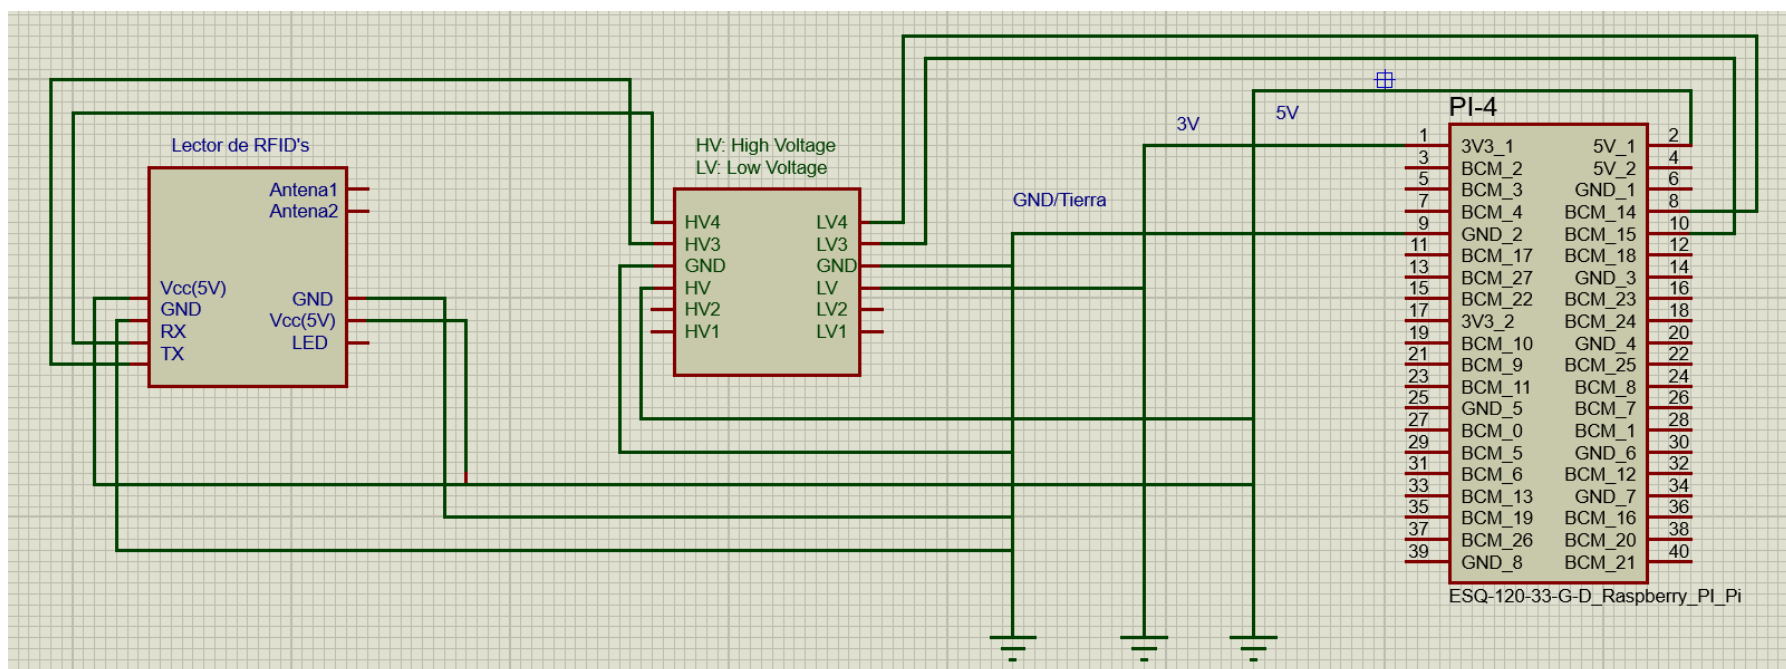 Lector de RFID's
Antena1
Antena2
Vcc(5V)
GND
RX
TX
GND
Vcc(5V)
LED
HV: High Voltage
LV: Low Voltage
HV4
HV3
GND
HV
HV2
HV1
LV4
LV3
GND
LV
LV2
LV1
3V
5V
GND/Tierra
PI-4
1 3V3_1 5V_1 2
3 BCM_2 5V_2 4
5 BCM_3 GND_1 6
7 BCM_4 BCM_14 8
9 GND_2 BCM_15 10
11 BCM_17 BCM_18 12
13 BCM_27 GND_3 14
15 BCM_22 BCM_23 16
17 3V3_2 BCM_24 18
19 BCM_10 GND_4 20
21 BCM_9 BCM_25 22
23 BCM_11 BCM_8 24
25 GND_5 BCM_7 26
27 BCM_0 BCM_1 28
29 BCM_5 GND_6 30
31 BCM_6 BCM_12 32
33 BCM_13 GND_7 34
35 BCM_19 BCM_16 36
37 BCM_26 BCM_20 38
39 GND_8 BCM_21 40
ESQ-120-33-G-D_Raspberry_PI_Pi